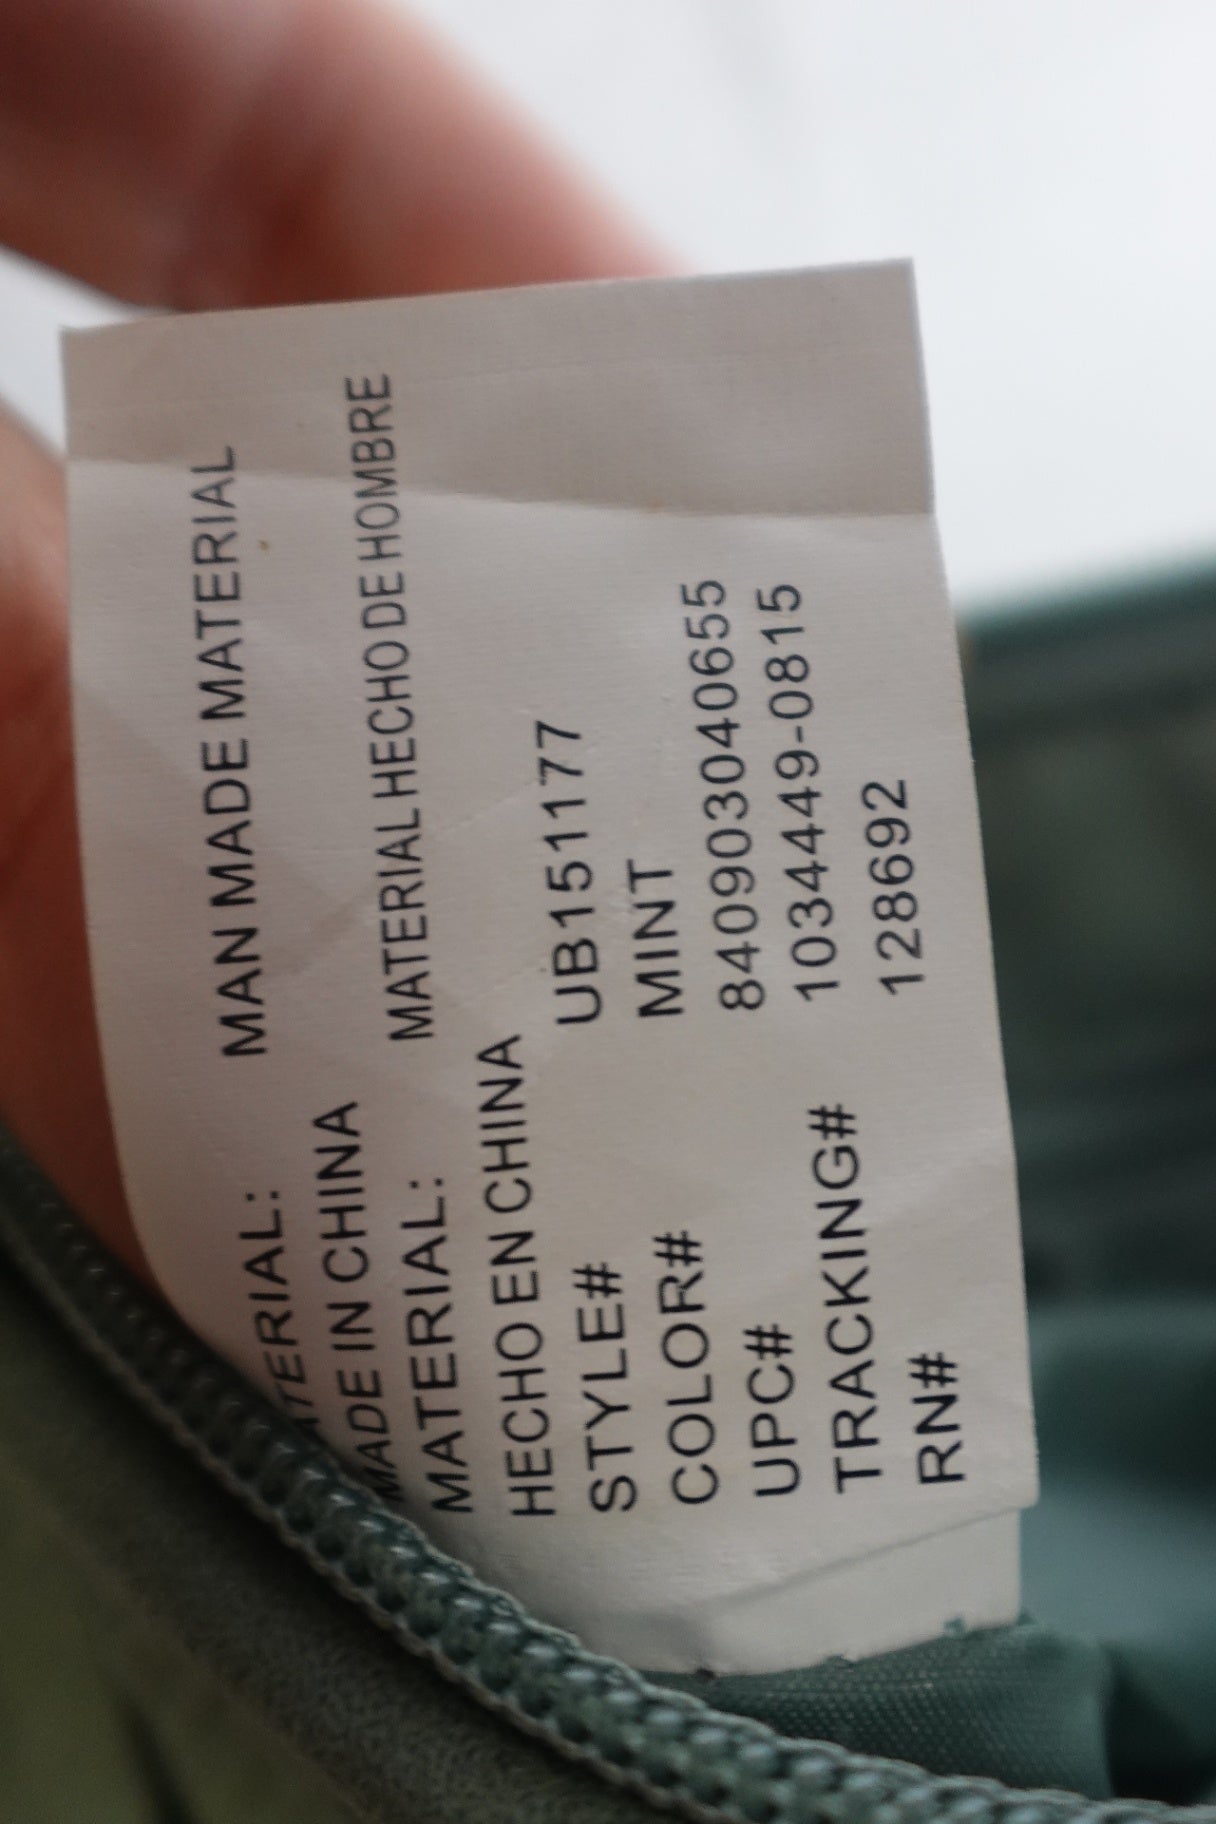 MATERIAL: MAN MADE MATERIAL
MADE IN CHINA
MATERIAL: MATERIAL HECHO DE HOMBRE
HECHO EN CHINA
STYLE# UB151177
COLOR# MINT
UPC# 840903040655
TRACKING# 1034449-0815
RN# 128692